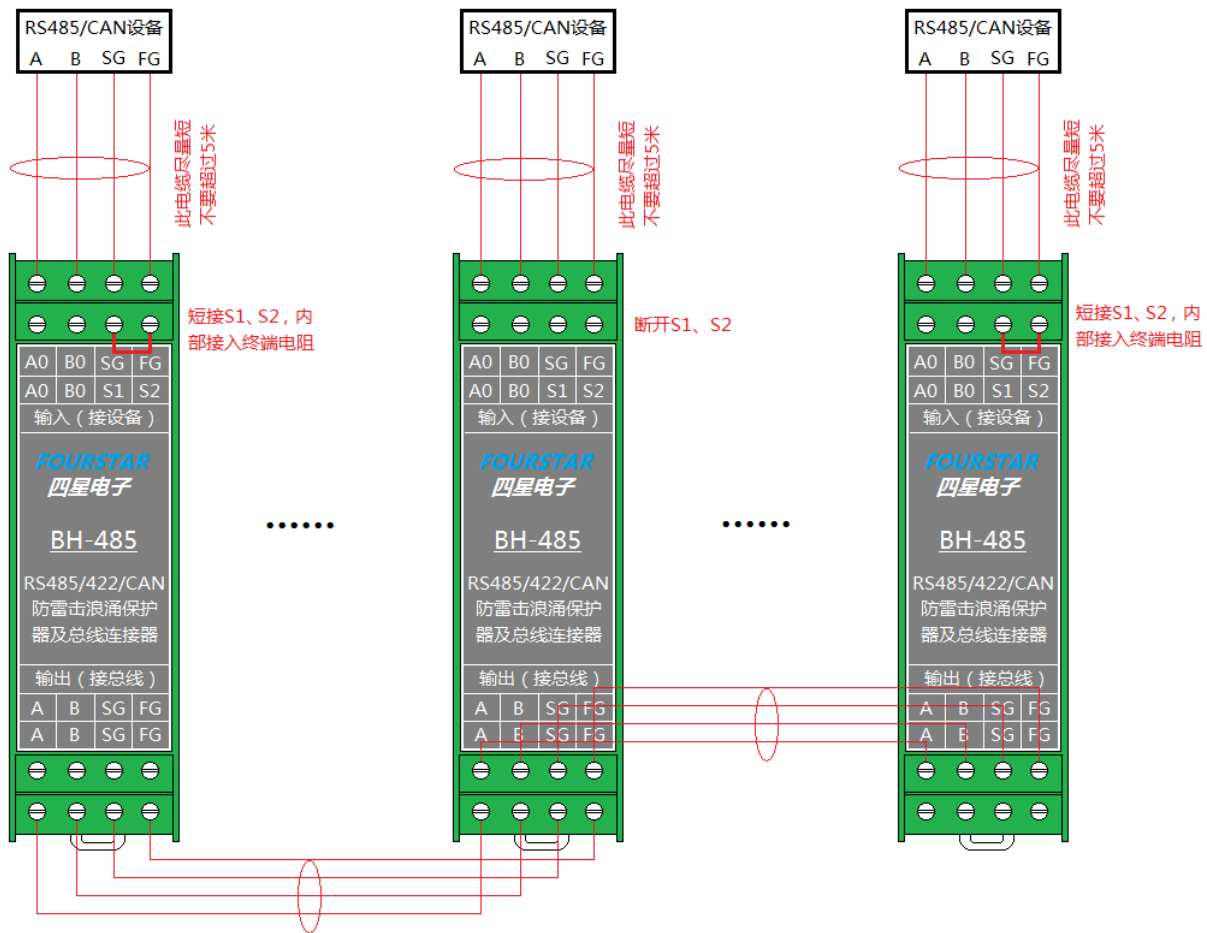 RS485/CAN设备
A B SG FG
此电缆尽量短
不要超过5米
短接S1、S2，内
部接入终端电阻
A0 B0 SG FG
A0 B0 S1 S2
输入（接设备）
FOURSTAR
四星电子
BH-485
RS485/422/CAN
防雷击浪涌保护
器及总线连接器
输出（接总线）
A B SG FG
A B SG FG
......
RS485/CAN设备
A B SG FG
此电缆尽量短
不要超过5米
断开S1、S2
A0 B0 SG FG
A0 B0 S1 S2
输入（接设备）
FOURSTAR
四星电子
BH-485
RS485/422/CAN
防雷击浪涌保护
器及总线连接器
输出（接总线）
A B SG FG
A B SG FG
......
RS485/CAN设备
A B SG FG
此电缆尽量短
不要超过5米
短接S1、S2，内
部接入终端电阻
A0 B0 SG FG
A0 B0 S1 S2
输入（接设备）
FOURSTAR
四星电子
BH-485
RS485/422/CAN
防雷击浪涌保护
器及总线连接器
输出（接总线）
A B SG FG
A B SG FG